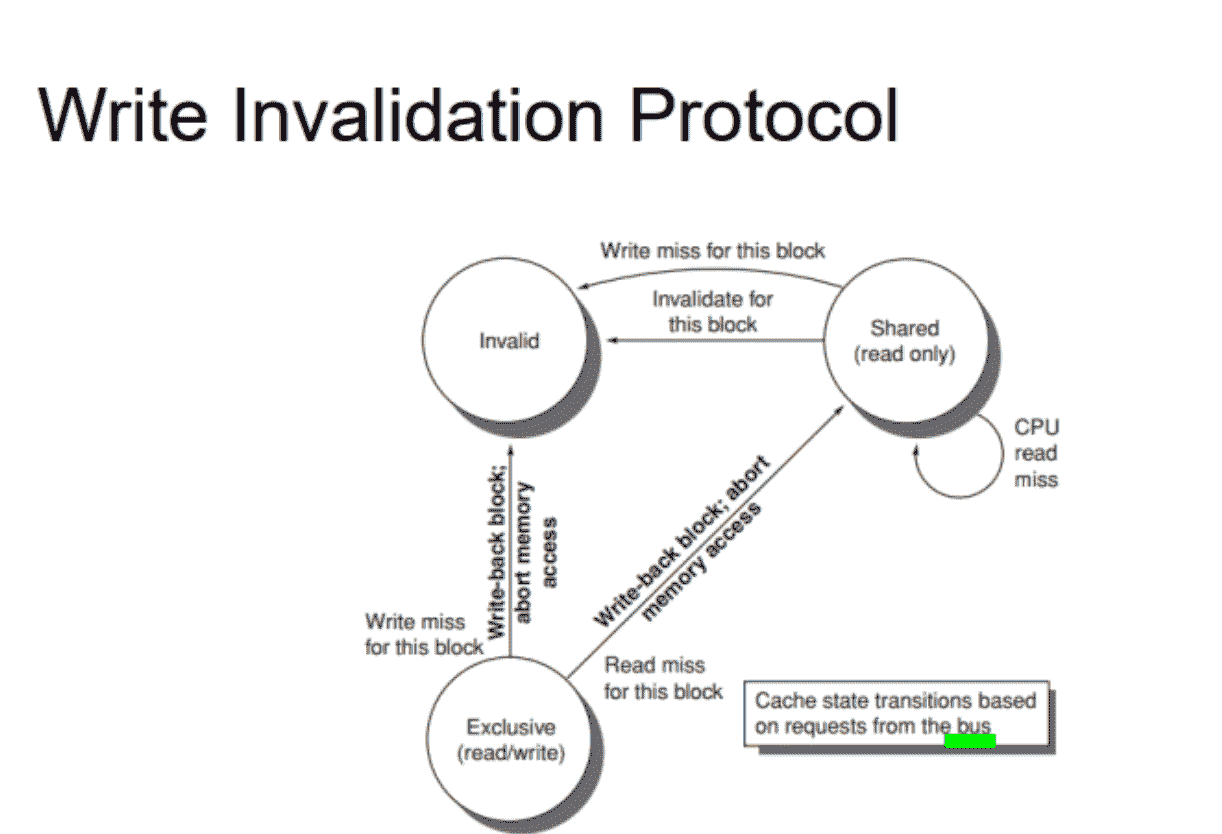 Write Invalidation Protocol
Write miss for this block
Invalidate for
this block
Invalid
Shared
(read only)
CPU
read
miss
Write-back block;
abort memory
access
Write-back block; abort
memory access
Write miss
for this block
Read miss
for this block
Exclusive
(read/write)
Cache state transitions based
on requests from the bus